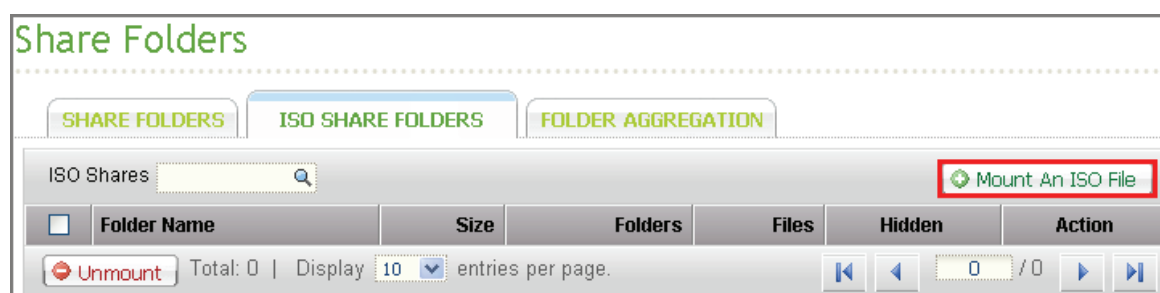 Share Folders
SHARE FOLDERS ISO SHARE FOLDERS FOLDER AGGREGATION
ISO Shares Mount An ISO File
Folder Name Size Folders Files Hidden Action
Unmount Total: 0 | Display 10 entries per page. 0 / 0